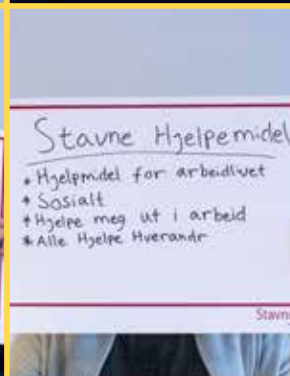 Stavne Hjelpemidel
• Hjelpmidel for arbeidlivet
* Sosialt
* Hjelpe meg ut i arbeid
* Alle Hjelpe Hverandr
Stavn